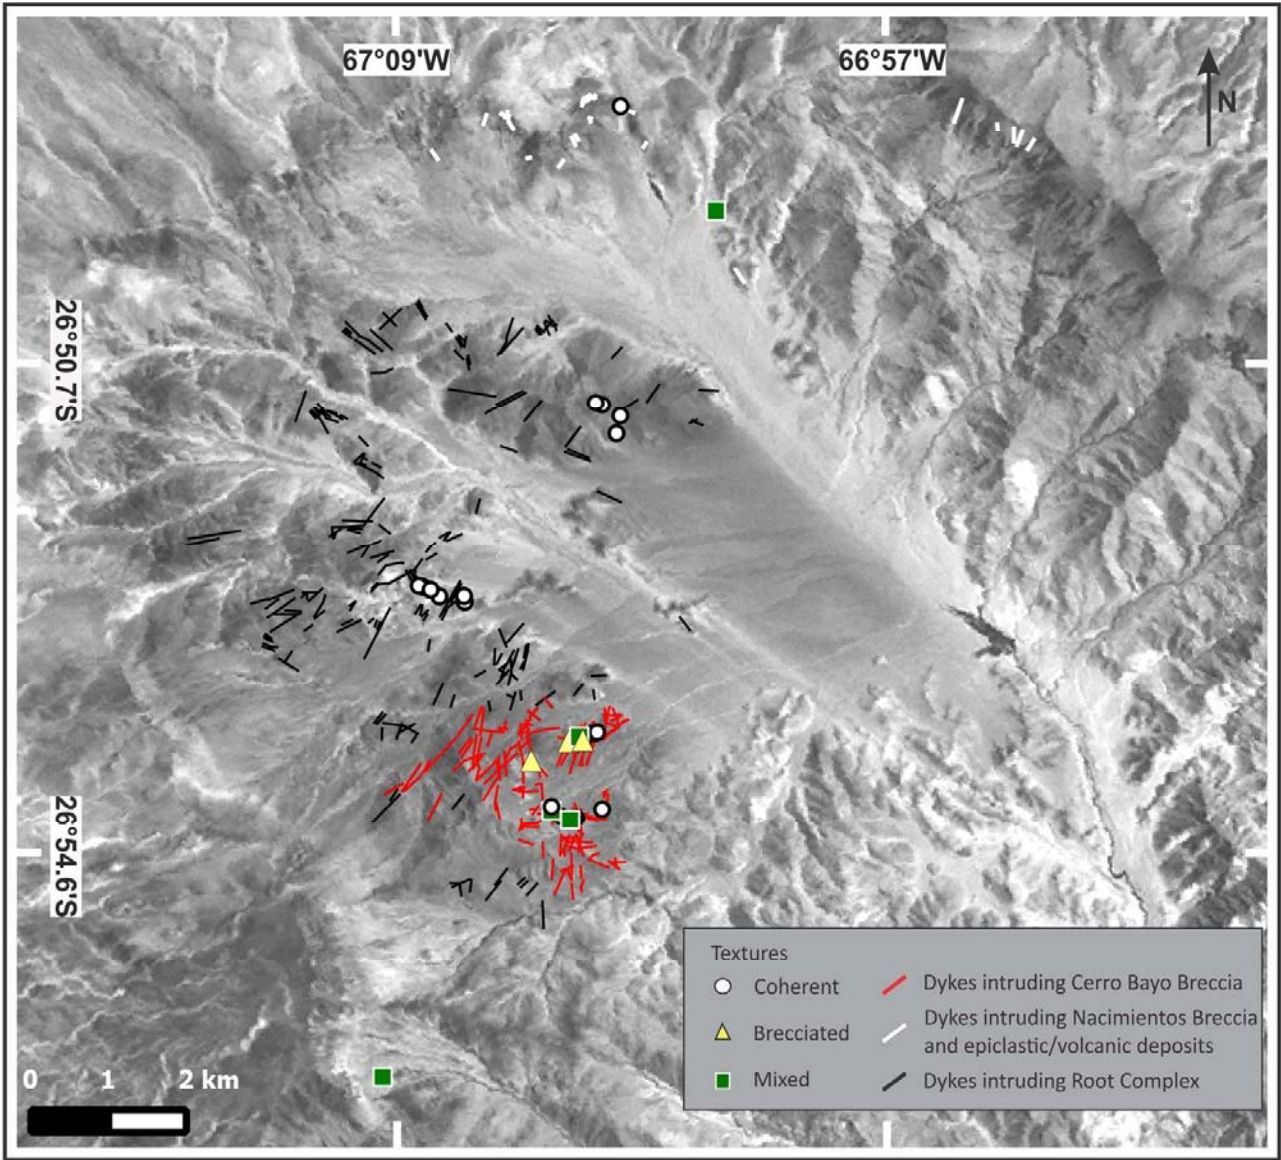 67°09'W
66°57'W
N
26°50.7'S
26°54.6'S
Textures
Coherent
Brecciated
Mixed
Dykes intruding Cerro Bayo Breccia
Dykes intruding Nacimientos Breccia
and epiclastic/volcanic deposits
Dykes intruding Root Complex
0 1 2 km